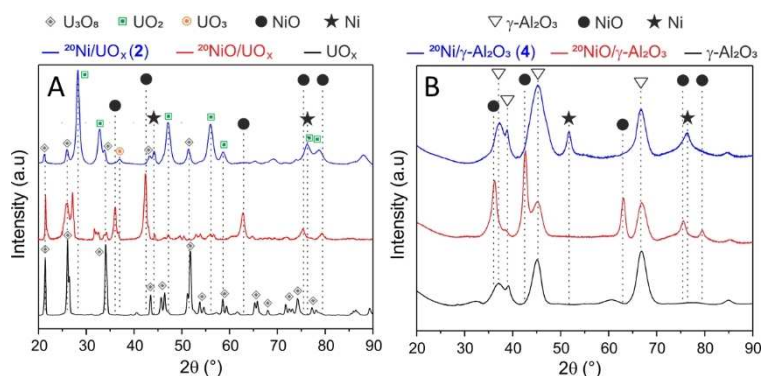 U₃O₈ UO₂ UO₃ NiO Ni
²⁰Ni/UOₓ (2) ²⁰NiO/UOₓ UOₓ
A
Intensity (a.u)
20 30 40 50 60 70 80 90
2θ (°)
γ-Al₂O₃ NiO Ni
²⁰Ni/γ-Al₂O₃ (4) ²⁰NiO/γ-Al₂O₃ γ-Al₂O₃
B
Intensity (a.u)
20 30 40 50 60 70 80 90
2θ (°)